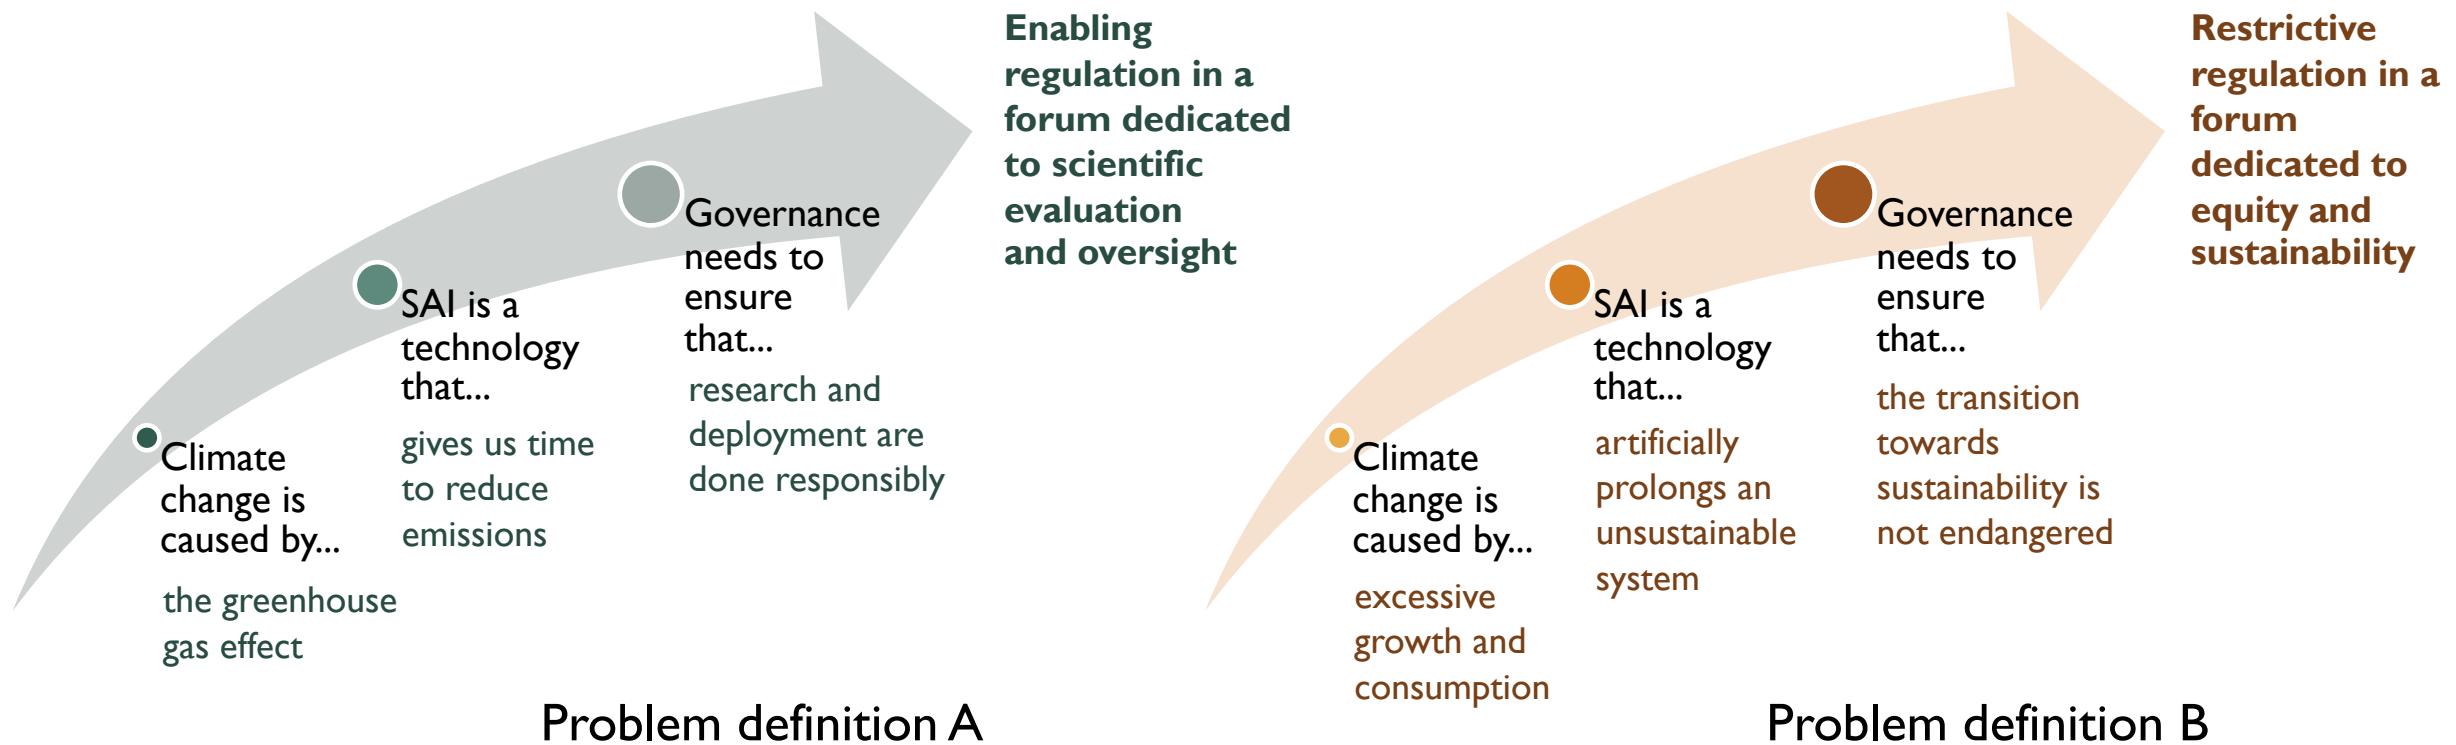 Climate
change is
caused by...
the greenhouse
gas effect
SAI is a
technology
that...
gives us time
to reduce
emissions
Governance
needs to
ensure
that...
research and
deployment are
done responsibly
Enabling
regulation in a
forum dedicated
to scientific
evaluation
and oversight
Problem definition A
Climate
change is
caused by...
excessive
growth and
consumption
SAI is a
technology
that...
artificially
prolongs an
unsustainable
system
Governance
needs to
ensure
that...
the transition
towards
sustainability is
not endangered
Restrictive
regulation in a
forum
dedicated to
equity and
sustainability
Problem definition B